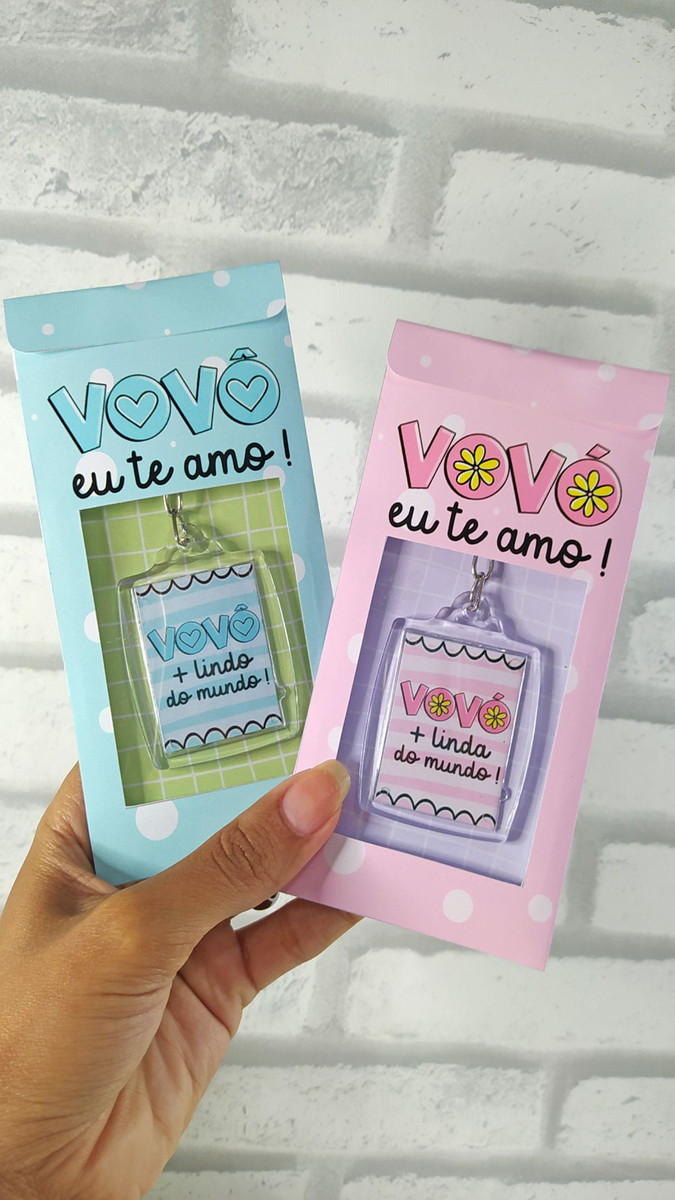 VOVÔ
eu te amo!
VOVÔ
+ lindo
do mundo!
VOVÓ
eu te amo!
VOVÓ
+ linda
do mundo!